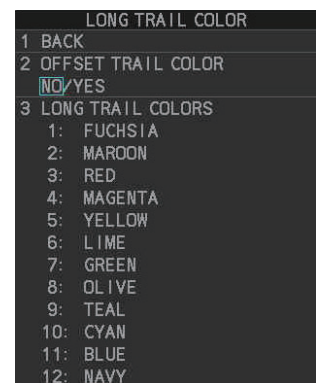 LONG TRAIL COLOR
1 BACK
2 OFFSET TRAIL COLOR
NO/YES
3 LONG TRAIL COLORS
1: FUCHSIA
2: MAROON
3: RED
4: MAGENTA
5: YELLOW
6: LIME
7: GREEN
8: OLIVE
9: TEAL
10: CYAN
11: BLUE
12: NAVY